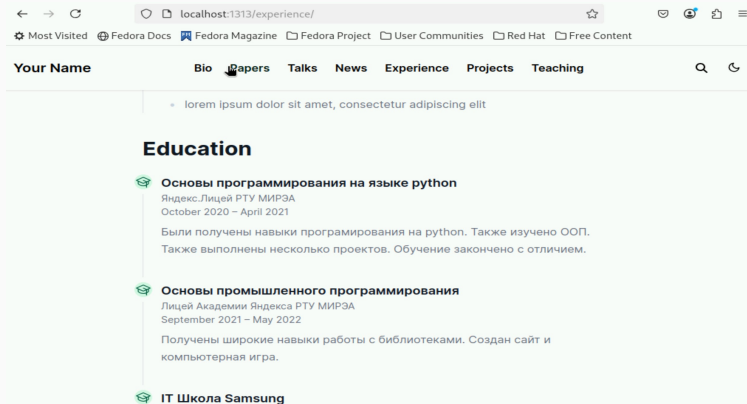 localhost:1313/experience/
Most Visited Fedora Docs Fedora Magazine Fedora Project User Communities Red Hat Free Content
Your Name Bio Papers Talks News Experience Projects Teaching
lorem ipsum dolor sit amet, consectetur adipiscing elit
Education
Основы программирования на языке python
Яндекс.Лицей РТУ МИРЭА
October 2020 – April 2021
Были получены навыки програмирования на python. Также изучено ООП.
Также выполнены несколько проектов. Обучение закончено с отличием.
Основы промышленного программирования
Лицей Академии Яндекса РТУ МИРЭА
September 2021 – May 2022
Получены широкие навыки работы с библиотеками. Создан сайт и
компьютерная игра.
IT Школа Samsung